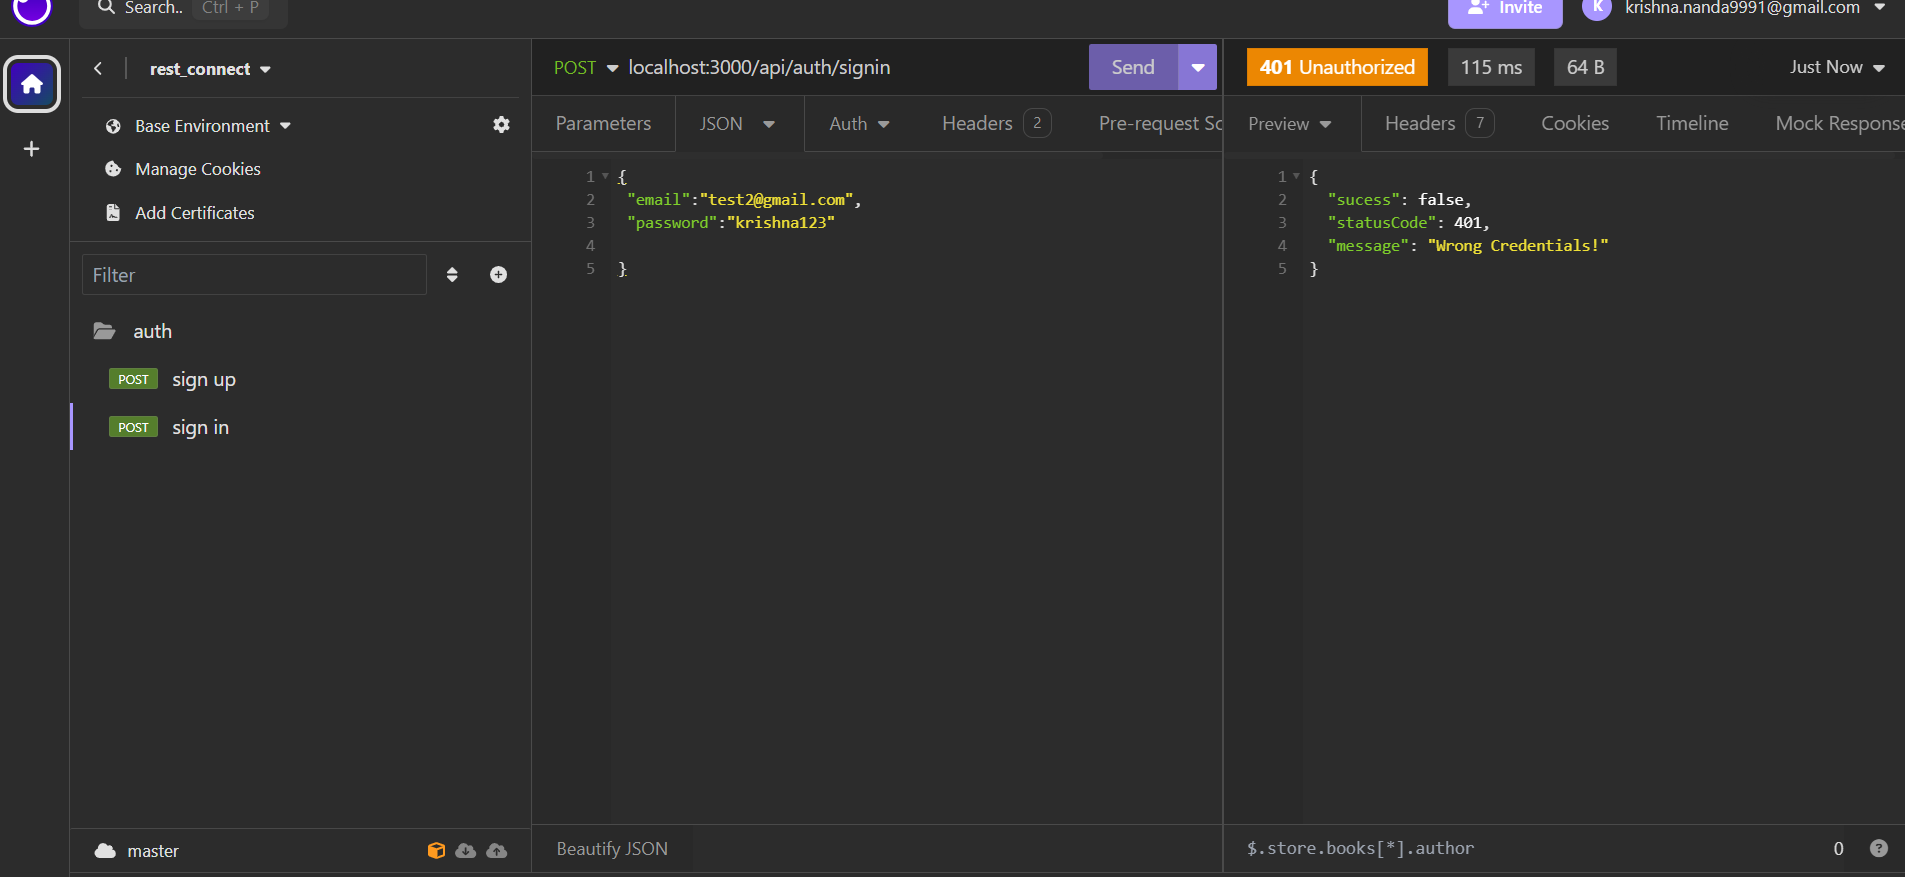 Search.. Ctrl + P
Invite K krishna.nanda9991@gmail.com
rest_connect
Base Environment
Manage Cookies
Add Certificates
Filter
auth
POST sign up
POST sign in
master
POST localhost:3000/api/auth/signin Send
Parameters JSON Auth Headers 2 Pre-request Sc
1 {
2 "email":"test2@gmail.com",
3 "password":"krishna123"
4
5 }
Beautify JSON
401 Unauthorized 115 ms 64 B Just Now
Preview Headers 7 Cookies Timeline Mock Response
1 {
2 "sucess": false,
3 "statusCode": 401,
4 "message": "Wrong Credentials!"
5 }
$.store.books[*].author 0 ?